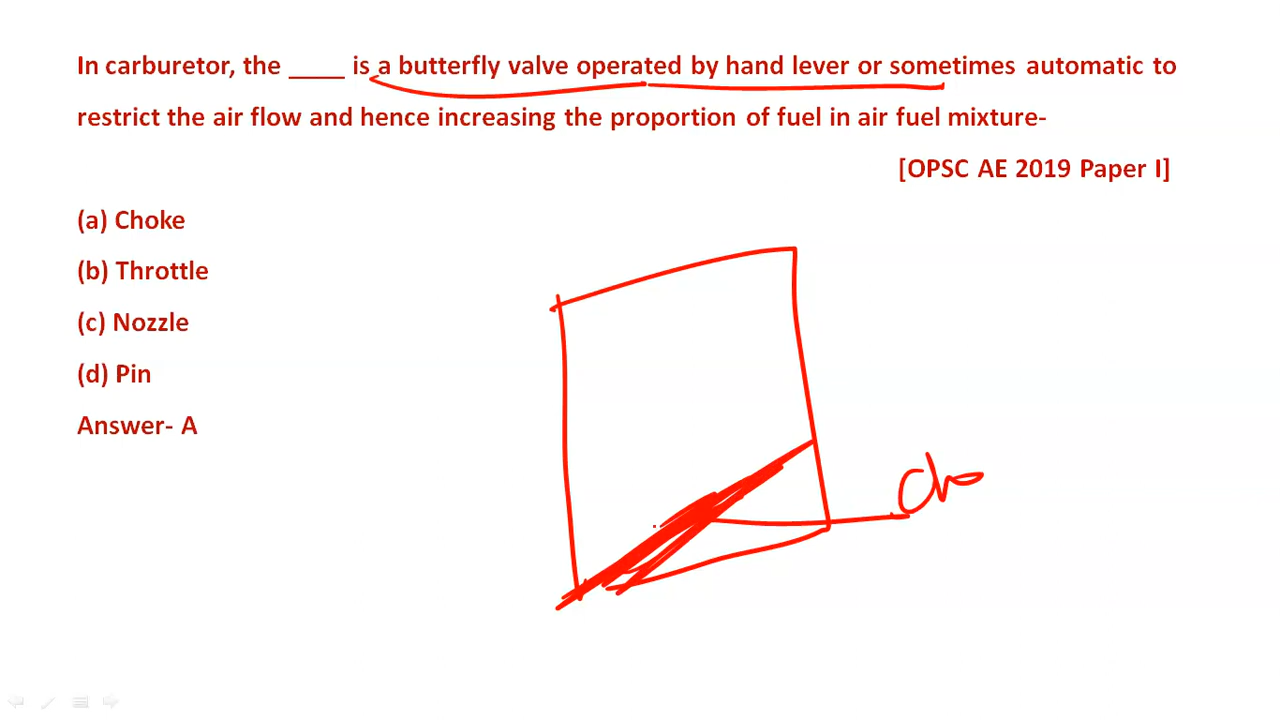 In carburetor, the ____ is a butterfly valve operated by hand lever or sometimes automatic to
restrict the air flow and hence increasing the proportion of fuel in air fuel mixture-
[OPSC AE 2019 Paper I]
(a) Choke
(b) Throttle
(c) Nozzle
(d) Pin
Answer- A